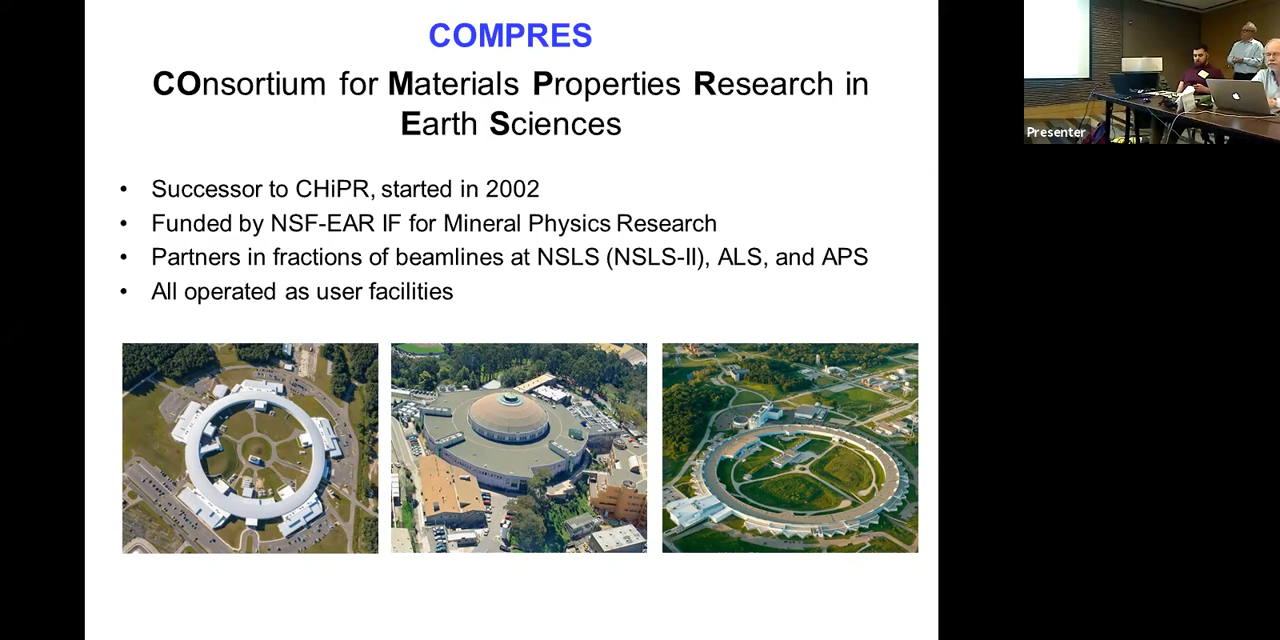 COMPRES
COnsortium for Materials Properties Research in
Earth Sciences
• Successor to CHiPR, started in 2002
• Funded by NSF-EAR IF for Mineral Physics Research
• Partners in fractions of beamlines at NSLS (NSLS-II), ALS, and APS
• All operated as user facilities
Presenter